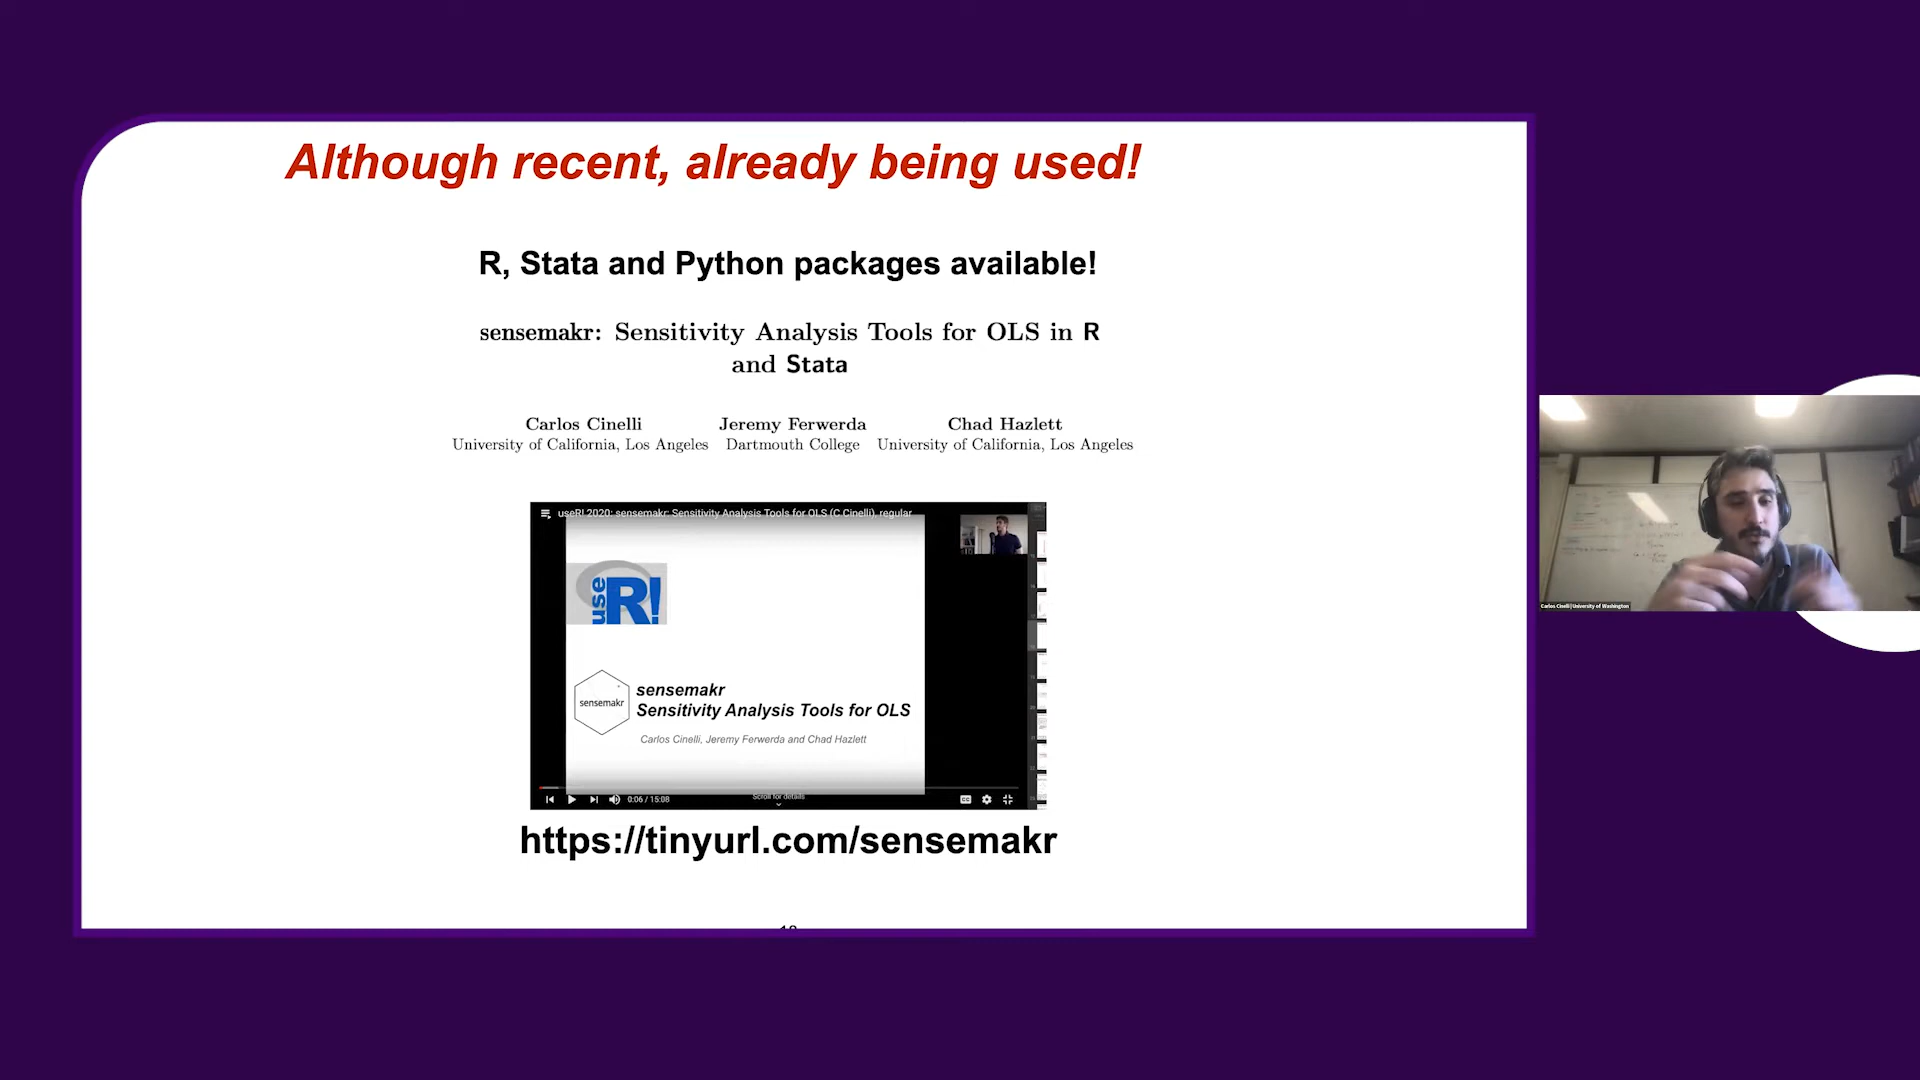 Although recent, already being used!
R, Stata and Python packages available!
sensemakr: Sensitivity Analysis Tools for OLS in R
and Stata
Carlos Cinelli Jeremy Ferwerda Chad Hazlett
University of California, Los Angeles Dartmouth College University of California, Los Angeles
useR! 2020: sensemakr: Sensitivity Analysis Tools for OLS (C Cinelli), regular
use R!
sensemakr
sensemakr
Sensitivity Analysis Tools for OLS
Carlos Cinelli, Jeremy Ferwerda and Chad Hazlett
0:06 / 15:08
Scroll for details
CC
https://tinyurl.com/sensemakr
Carlos Cinelli | University of Washington